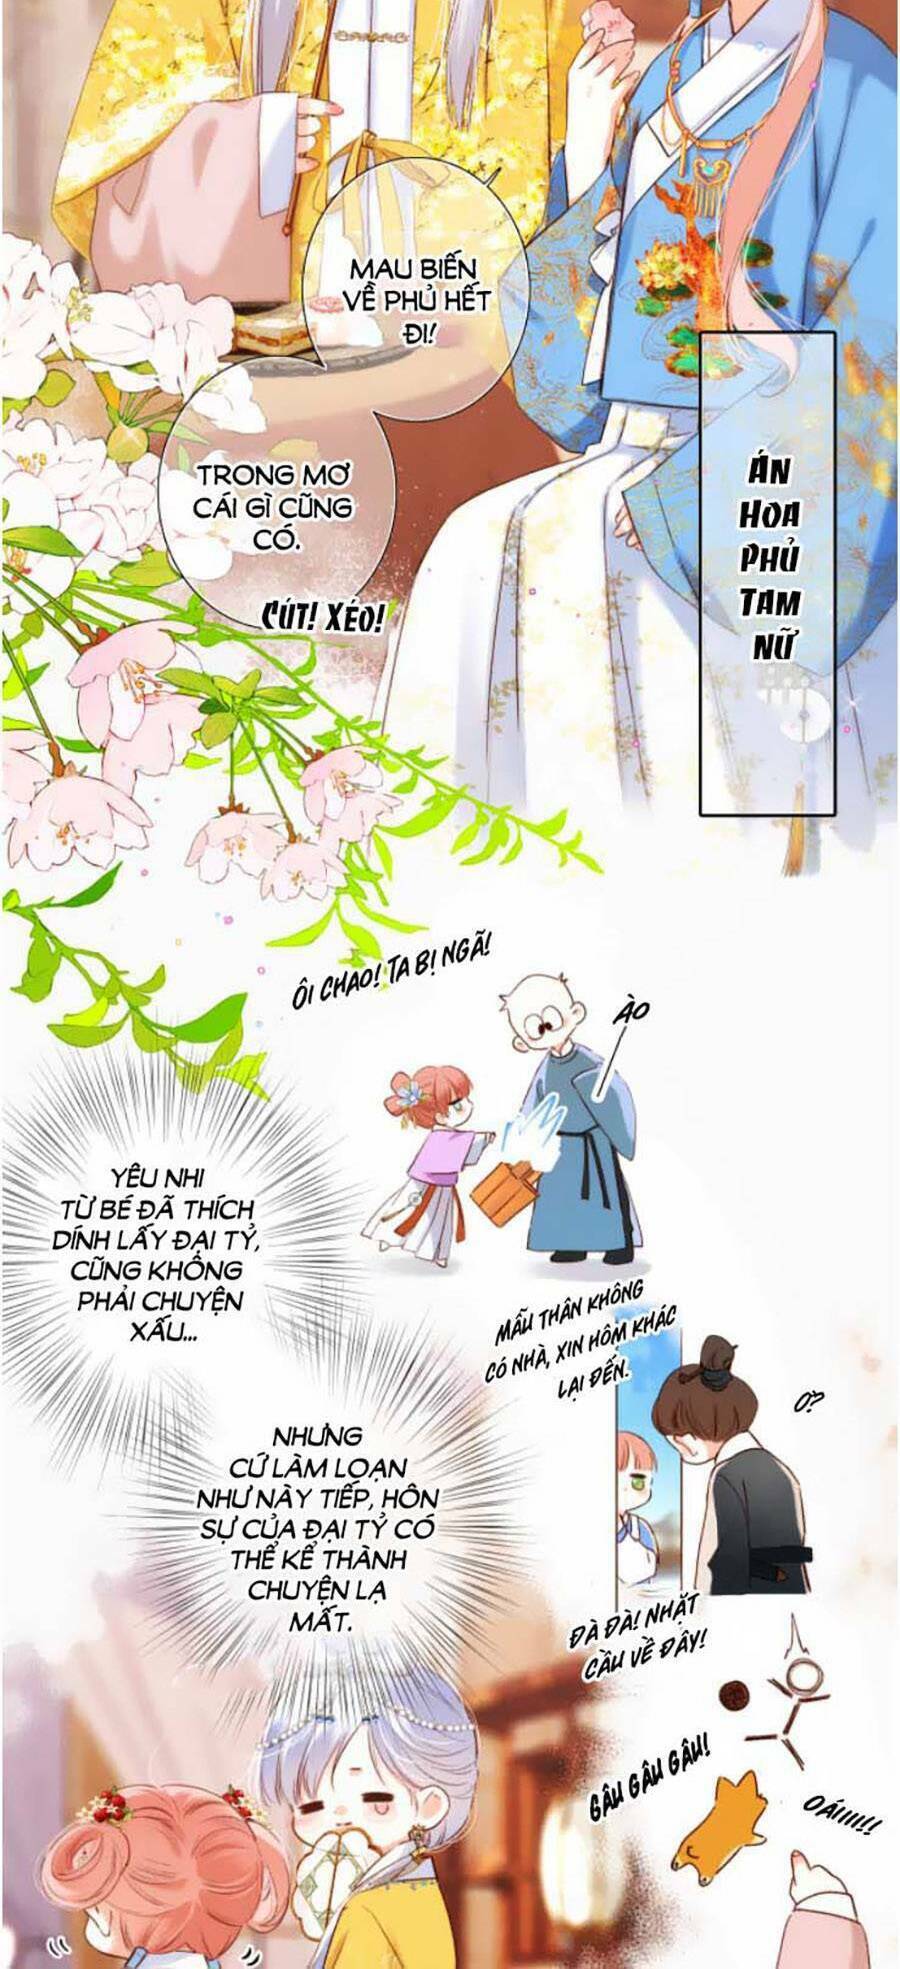 MAU BIẾN
VỀ PHỦ HẾT
ĐI!
TRONG MƠ
CÁI GÌ CŨNG
CÓ.
CÚT! XÉO!
ÁN
HOA
PHỦ
TAM
NỮ
ÔI CHAO! TA BỊ NGÃ!
ÀO
YÊU NHI
TỪ BÉ ĐÃ THÍCH
DÍNH LẤY ĐẠI TỶ,
CŨNG KHÔNG
PHẢI CHUYỆN
XẤU...
MẪU THÂN KHÔNG
CÓ NHÀ, XIN HÔM KHÁC
LẠI ĐẾN.
Ơ?
NHƯNG
CỨ LÀM LOẠN
NHƯ NÀY TIẾP, HÔN
SỰ CỦA ĐẠI TỶ CÓ
THỂ KỂ THÀNH
CHUYỆN LẠ
MẤT.
ĐÀ ĐÀ! NHẶT
CẦU VỀ ĐÂY!
GÂU GÂU GÂU!
OÁIIII!!